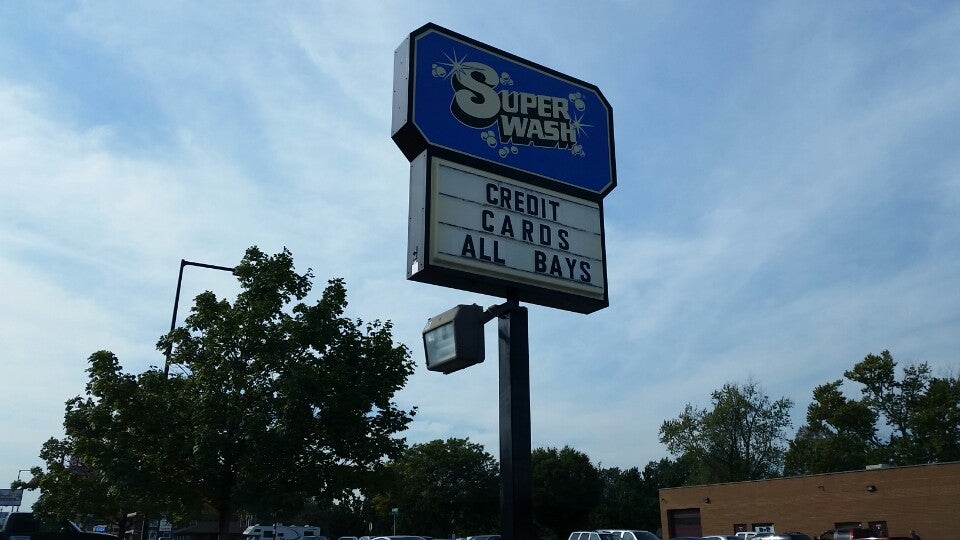 SUPER
WASH
CREDIT
CARDS
ALL BAYS